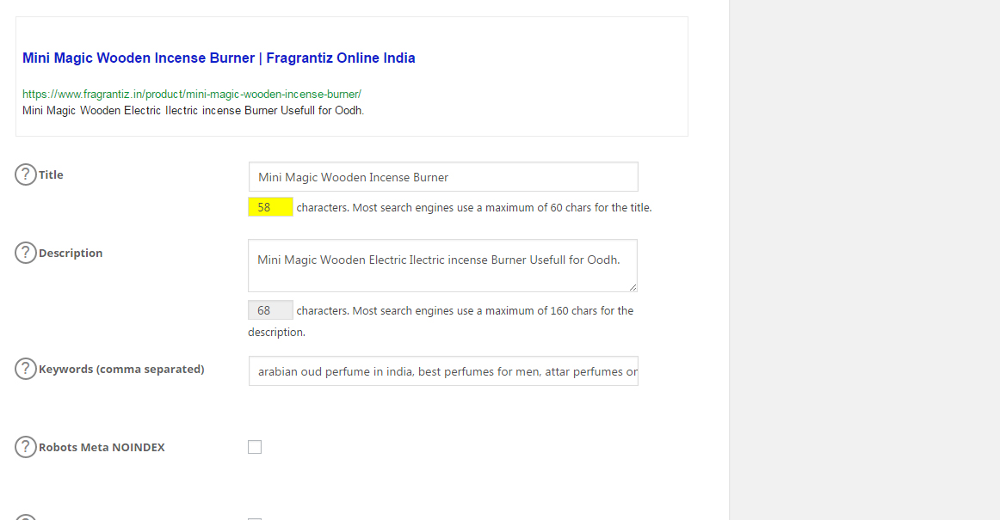 Mini Magic Wooden Incense Burner | Fragrantiz Online India
https://www.fragrantiz.in/product/mini-magic-wooden-incense-burner/
Mini Magic Wooden Electric Ilectric incense Burner Usefull for Oodh.
? Title
Mini Magic Wooden Incense Burner
58 characters. Most search engines use a maximum of 60 chars for the title.
? Description
Mini Magic Wooden Electric Ilectric incense Burner Usefull for Oodh.
68 characters. Most search engines use a maximum of 160 chars for the
description.
? Keywords (comma separated)
arabian oud perfume in india, best perfumes for men, attar perfumes or
? Robots Meta NOINDEX